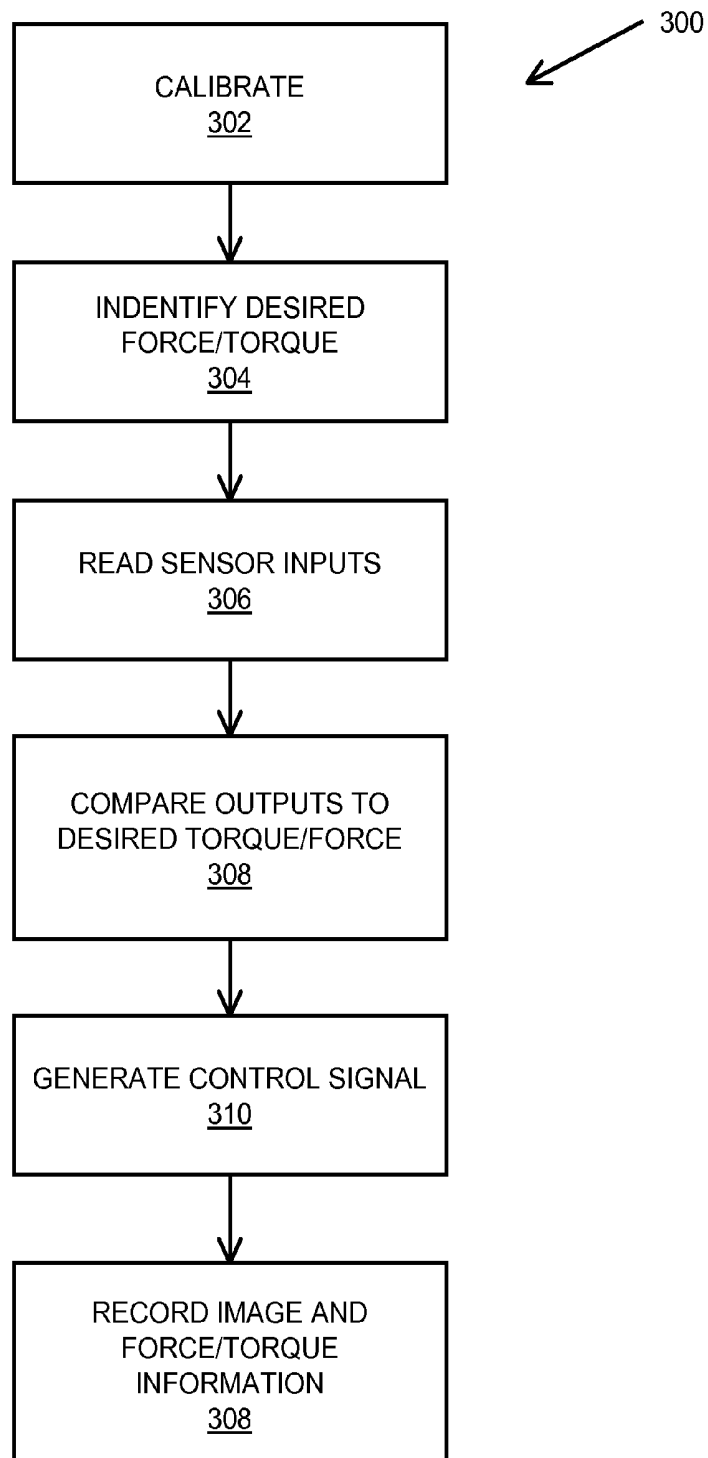 300
CALIBRATE
302
INDENTIFY DESIRED
FORCE/TORQUE
304
READ SENSOR INPUTS
306
COMPARE OUTPUTS TO
DESIRED TORQUE/FORCE
308
GENERATE CONTROL SIGNAL
310
RECORD IMAGE AND
FORCE/TORQUE
INFORMATION
308